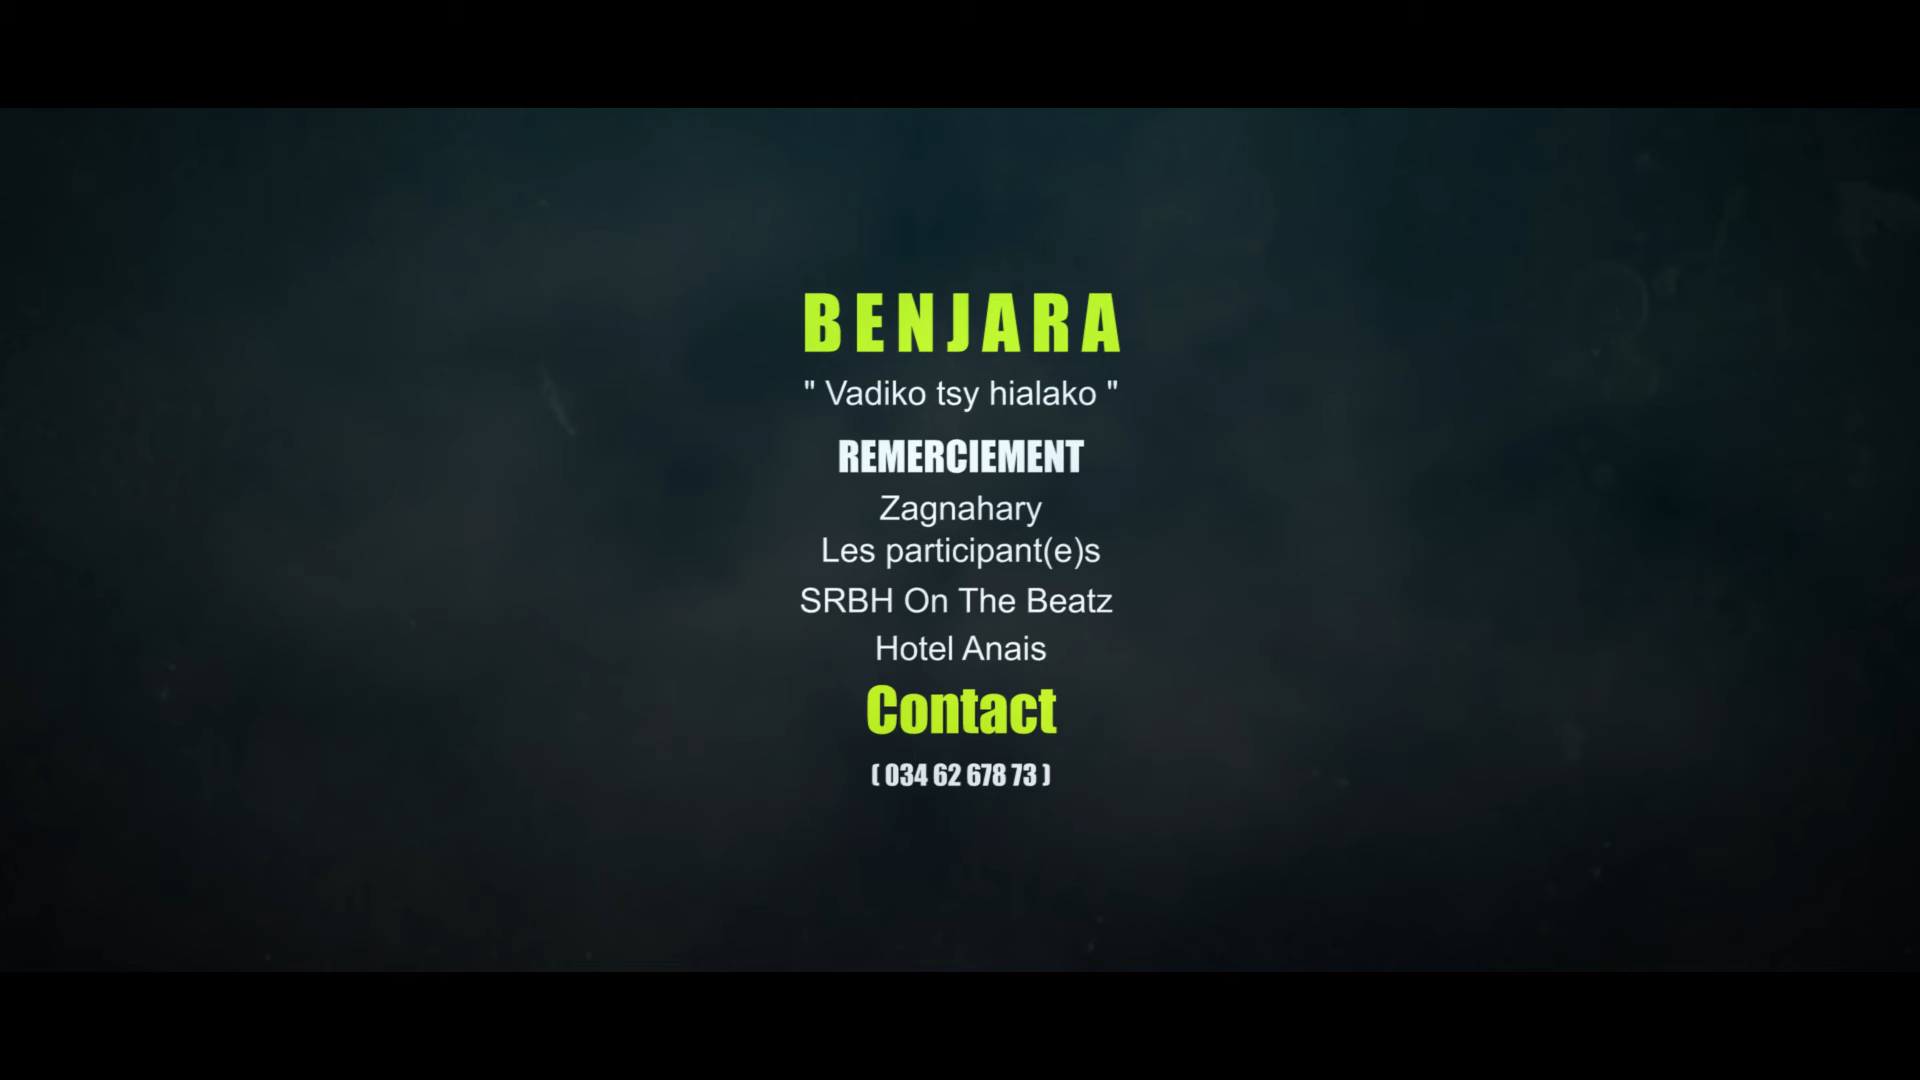 BENJARA
" Vadiko tsy hialako "
REMERCIEMENT
Zagnahary
Les participant(e)s
SRBH On The Beatz
Hotel Anais
Contact
( 034 62 678 73 )